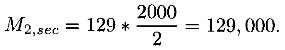 M_{2,sec} = 129 * \frac{2000}{2} = 129,000.